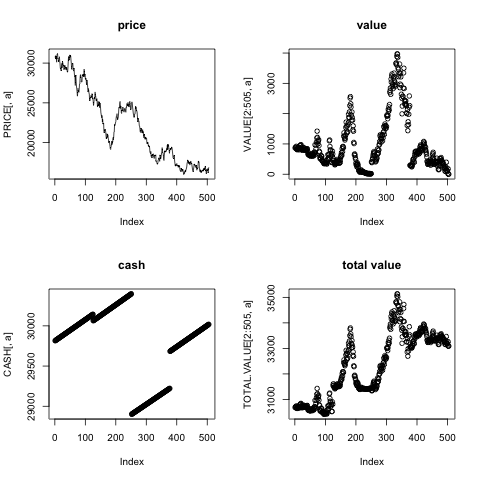 price
PRICE[, a]
20000 25000 30000
0 100 200 300 400 500
Index
value
VALUE[2:505, a]
0 1000 3000
0 100 200 300 400 500
Index
cash
CASH[, a]
29000 29500 30000
0 100 200 300 400 500
Index
total value
TOTAL.VALUE[2:505, a]
31000 33000 35000
0 100 200 300 400 500
Index